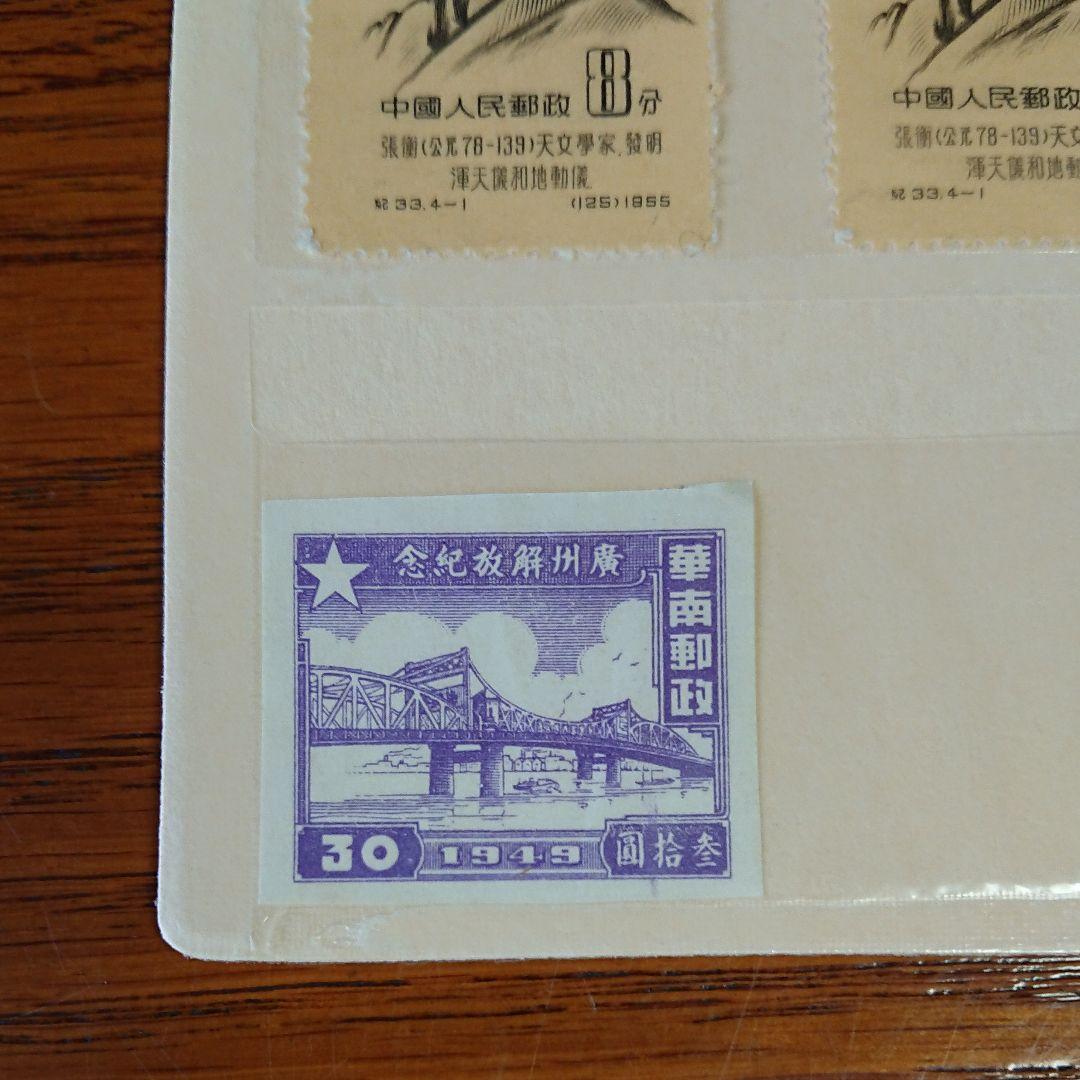 中國人民郵政 8 分
張衡(公元78-139)天文學家,發明
渾天儀和地動儀
紀33.4-1 (125)1955
中國人民郵政
張衡(公元78-139)天文
渾天儀和地動
紀33.4-1
廣州解放紀念
華南郵政
30 1949 叁拾圓